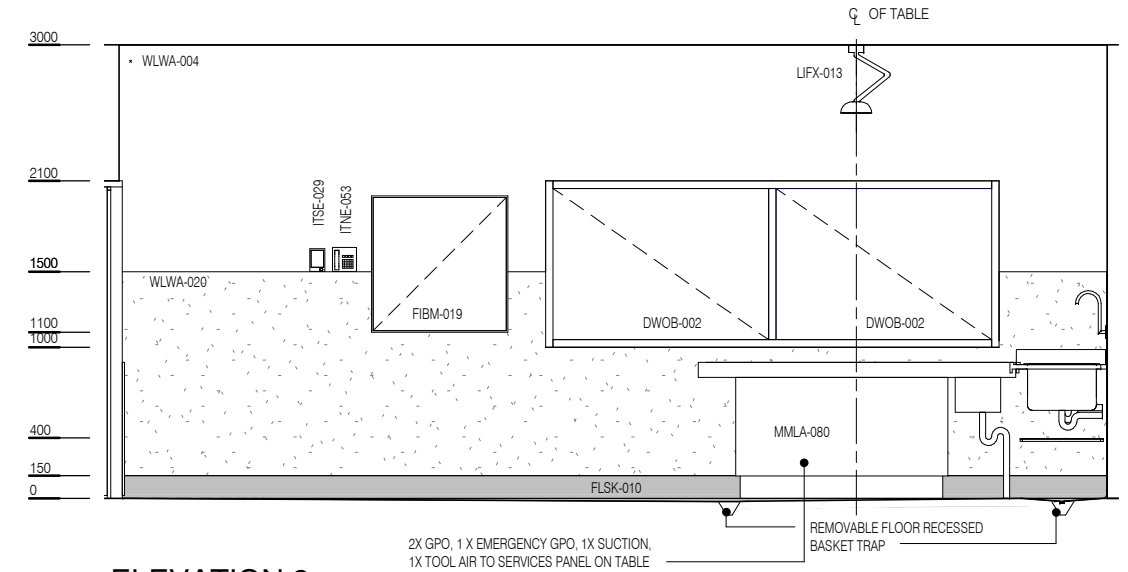 ℄ OF TABLE
3000
WLWA-004
LIFX-013
2100
ITSE-029
ITNE-053
1500
WLWA-020
FIBM-019
DWOB-002
DWOB-002
1100
1000
400
MMLA-080
150
0
FLSK-010
REMOVABLE FLOOR RECESSED
BASKET TRAP
2X GPO, 1 X EMERGENCY GPO, 1X SUCTION,
1X TOOL AIR TO SERVICES PANEL ON TABLE